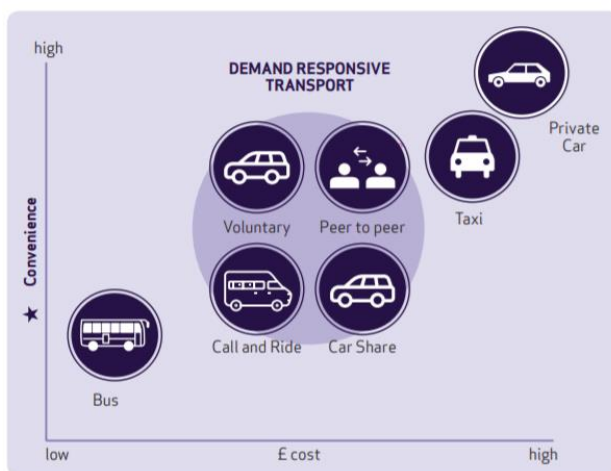 high
DEMAND RESPONSIVE
TRANSPORT
Private
Car
Voluntary
Peer to peer
Taxi
Convenience
Call and Ride
Car Share
Bus
low
£ cost
high